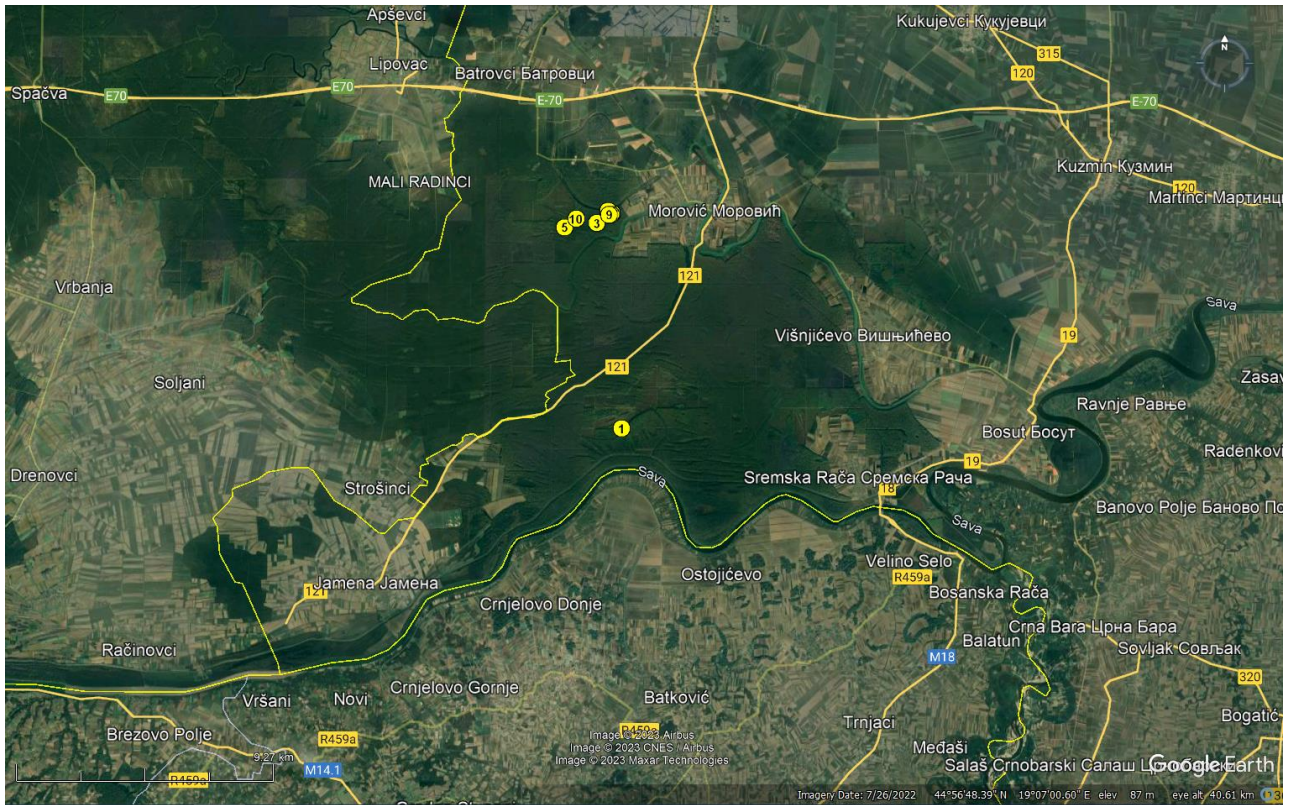 Apševci
Kukujevci Кукујевци
N
315
Lipovac
Batrovci Батровци
120
Spačva
E70
E70
E-70
E-70
Kuzmin Кузмин
MALI RADINCI
120
Martinci Мартинци
10
9
5
3
Morović Моровић
121
Vrbanja
Sava
Višnjićevo Вишњићево
19
121
Soljani
Ravnje Равње
1
Bosut Босут
Drenovci
19
Sava
Sremska Rača Сремска Рача
Strošinci
18
Banovo Polje Баново По
Sava
Velino Selo
Ostojićevo
R459a
121
Jamena Јамена
Bosanska Rača
Crnjelovo Donje
Crna Bara Црна Бара
Balatun
Račinovci
M18
Sovljak Совљак
320
Crnjelovo Gornje
Vršani
Novi
Batković
Trnjaci
Bogatić
Brezovo Polje
R459a
R459a
Image © 2023 Airbus
Image © 2023 CNES / Airbus
Image © 2023 Maxar Technologies
Međaši
9.27 km
M14.1
R459a
Salaš Crnobarski Салаш
Google Earth
Imagery Date: 7/26/2022 44°56'48.39" N 19°07'00.60" E elev 87 m eye alt 40.61 km